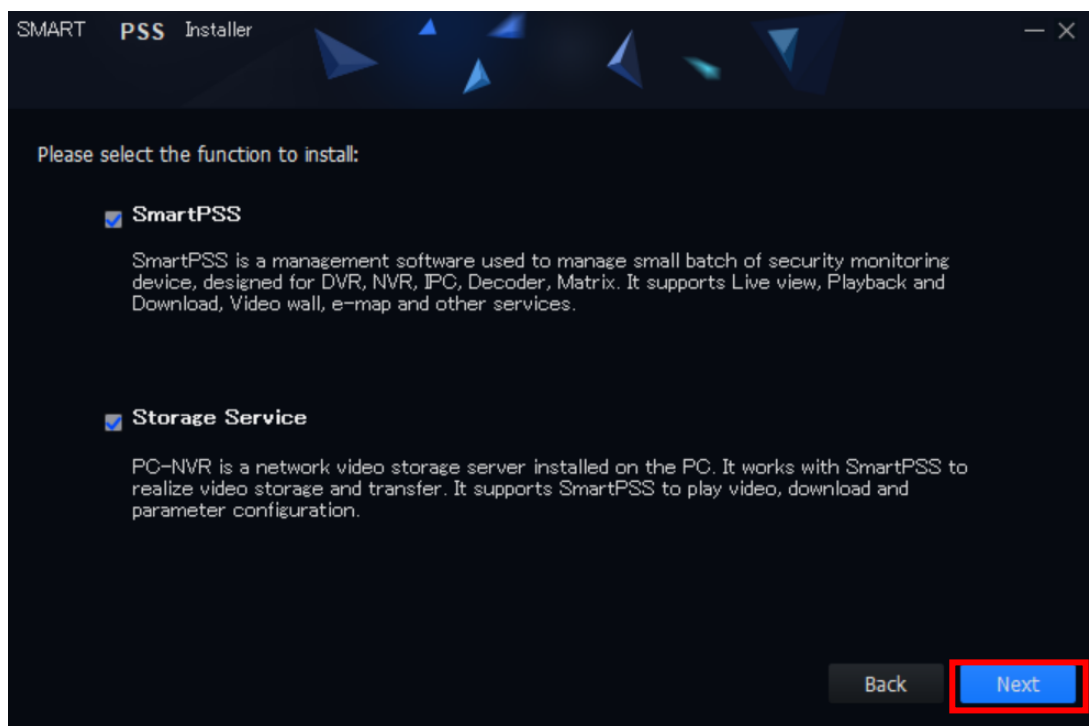 SMART PSS Installer
Please select the function to install:
SmartPSS
SmartPSS is a management software used to manage small batch of security monitoring
device, designed for DVR, NVR, IPC, Decoder, Matrix. It supports Live view, Playback and
Download, Video wall, e-map and other services.
Storage Service
PC-NVR is a network video storage server installed on the PC. It works with SmartPSS to
realize video storage and transfer. It supports SmartPSS to play video, download and
parameter configuration.
Back Next